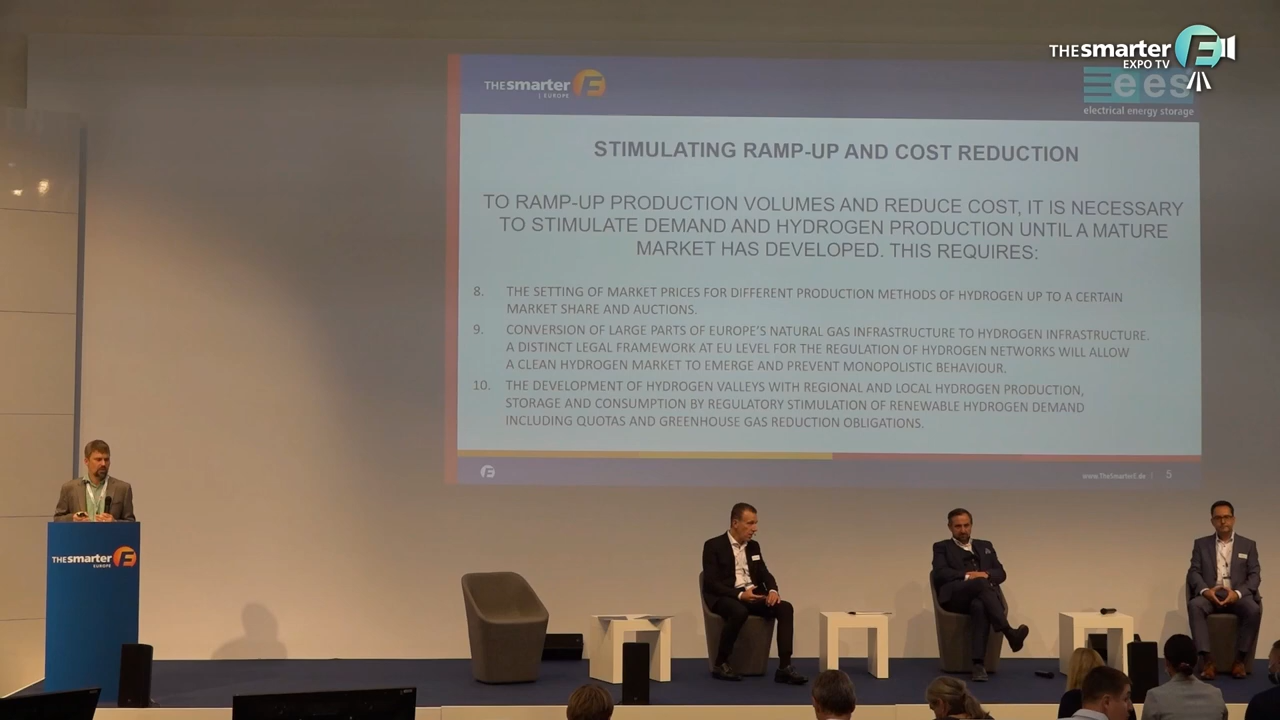 THE smarter E
EXPO TV
THE smarter E
EUROPE
ees
electrical energy storage
STIMULATING RAMP-UP AND COST REDUCTION
TO RAMP-UP PRODUCTION VOLUMES AND REDUCE COST, IT IS NECESSARY
TO STIMULATE DEMAND AND HYDROGEN PRODUCTION UNTIL A MATURE
MARKET HAS DEVELOPED. THIS REQUIRES:
8. THE SETTING OF MARKET PRICES FOR DIFFERENT PRODUCTION METHODS OF HYDROGEN UP TO A CERTAIN
MARKET SHARE AND AUCTIONS.
9. CONVERSION OF LARGE PARTS OF EUROPE'S NATURAL GAS INFRASTRUCTURE TO HYDROGEN INFRASTRUCTURE.
A DISTINCT LEGAL FRAMEWORK AT EU LEVEL FOR THE REGULATION OF HYDROGEN NETWORKS WILL ALLOW
A CLEAN HYDROGEN MARKET TO EMERGE AND PREVENT MONOPOLISTIC BEHAVIOUR.
10. THE DEVELOPMENT OF HYDROGEN VALLEYS WITH REGIONAL AND LOCAL HYDROGEN PRODUCTION,
STORAGE AND CONSUMPTION BY REGULATORY STIMULATION OF RENEWABLE HYDROGEN DEMAND
INCLUDING QUOTAS AND GREENHOUSE GAS REDUCTION OBLIGATIONS.
E
www.TheSmarterE.de | 5
THE smarter E
EUROPE